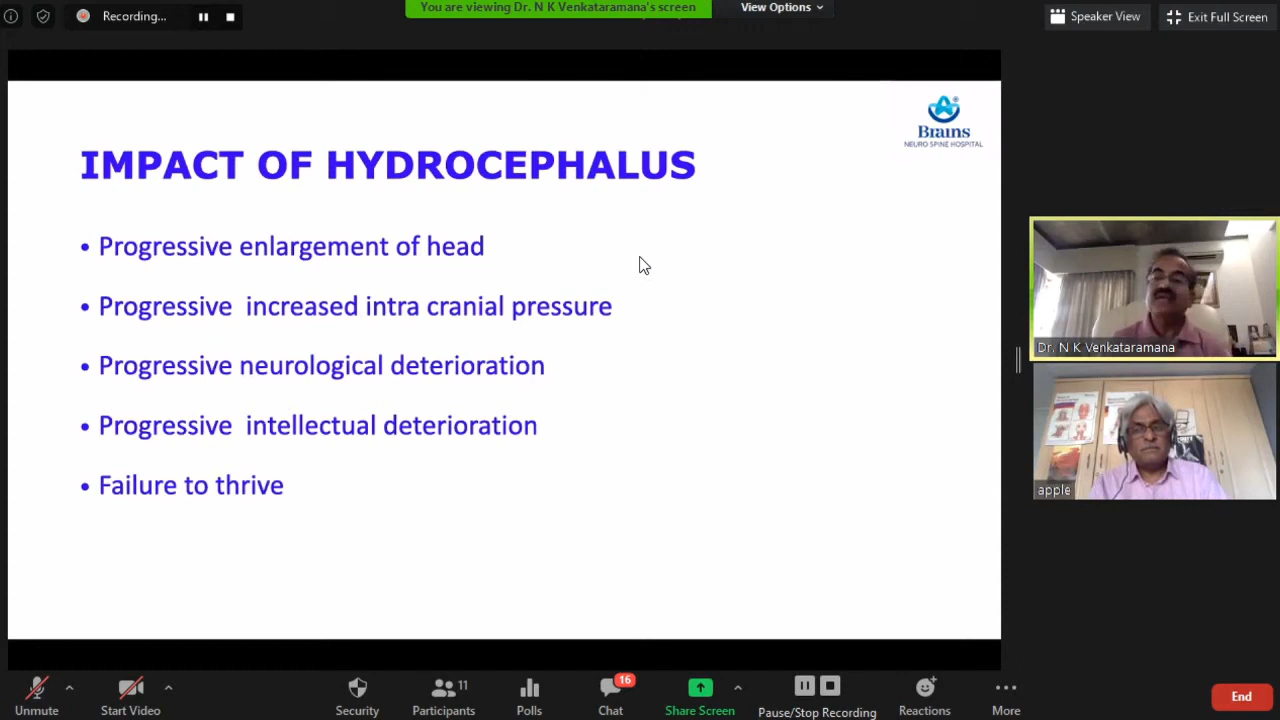 Recording...
You are viewing Dr. N K Venkataramana's screen
View Options
Speaker View
Exit Full Screen
Brains
NEURO SPINE HOSPITAL
IMPACT OF HYDROCEPHALUS
• Progressive enlargement of head
• Progressive increased intra cranial pressure
• Progressive neurological deterioration
• Progressive intellectual deterioration
• Failure to thrive
Dr. N K Venkataramana
apple
Unmute
Start Video
Security
11
Participants
Polls
16
Chat
Share Screen
Pause/Stop Recording
Reactions
More
End